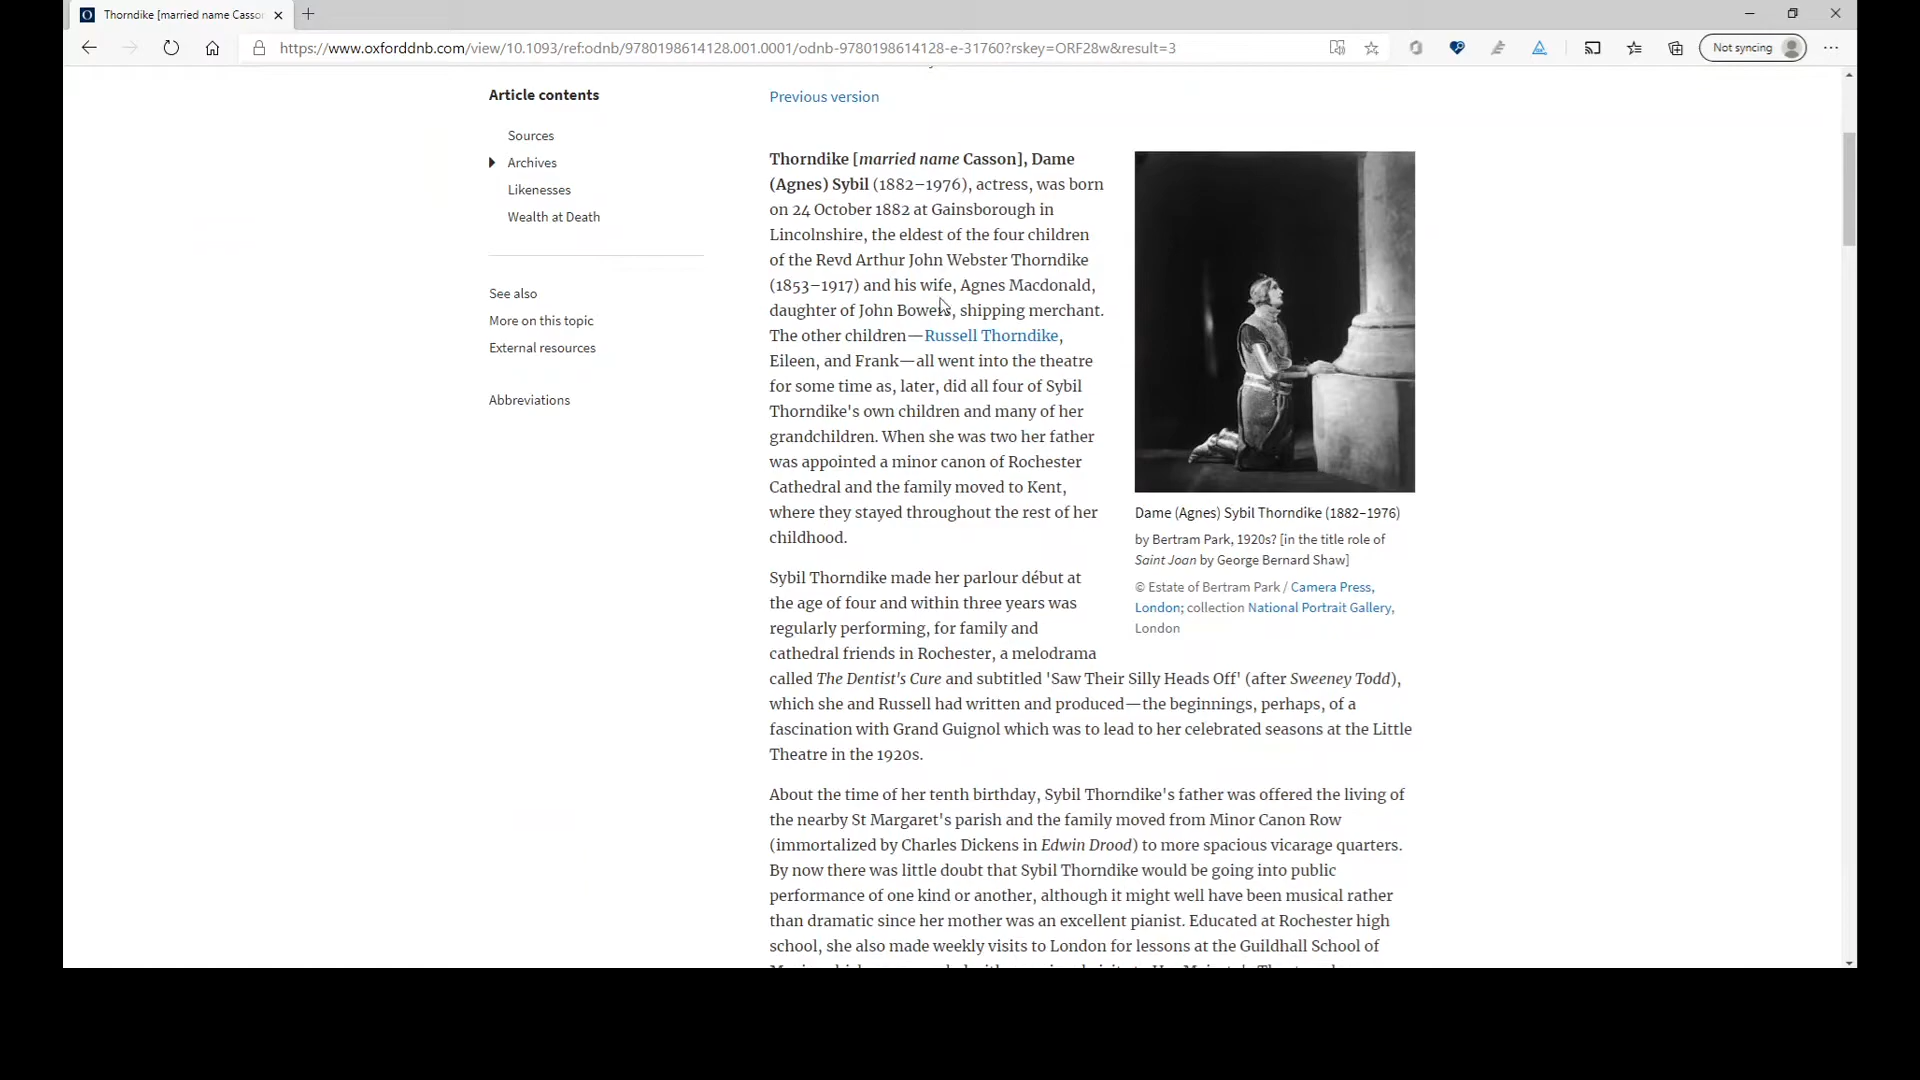 Thorndike [married name Casso
https://www.oxforddnb.com/view/10.1093/ref:odnb/9780198614128.001.0001/odnb-9780198614128-e-31760?rskey=ORF28w&result=3
Not syncing
Article contents
Sources
Archives
Likenesses
Wealth at Death
See also
More on this topic
External resources
Abbreviations
Previous version
Thorndike [married name Casson], Dame
(Agnes) Sybil (1882–1976), actress, was born
on 24 October 1882 at Gainsborough in
Lincolnshire, the eldest of the four children
of the Revd Arthur John Webster Thorndike
(1853–1917) and his wife, Agnes Macdonald,
daughter of John Bowers, shipping merchant.
The other children—Russell Thorndike,
Eileen, and Frank—all went into the theatre
for some time as, later, did all four of Sybil
Thorndike's own children and many of her
grandchildren. When she was two her father
was appointed a minor canon of Rochester
Cathedral and the family moved to Kent,
where they stayed throughout the rest of her
childhood.
Dame (Agnes) Sybil Thorndike (1882–1976)
by Bertram Park, 1920s? [in the title role of
Saint Joan by George Bernard Shaw]
© Estate of Bertram Park / Camera Press,
London; collection National Portrait Gallery,
London
Sybil Thorndike made her parlour début at
the age of four and within three years was
regularly performing, for family and
cathedral friends in Rochester, a melodrama
called The Dentist's Cure and subtitled 'Saw Their Silly Heads Off' (after Sweeney Todd),
which she and Russell had written and produced—the beginnings, perhaps, of a
fascination with Grand Guignol which was to lead to her celebrated seasons at the Little
Theatre in the 1920s.
About the time of her tenth birthday, Sybil Thorndike's father was offered the living of
the nearby St Margaret's parish and the family moved from Minor Canon Row
(immortalized by Charles Dickens in Edwin Drood) to more spacious vicarage quarters.
By now there was little doubt that Sybil Thorndike would be going into public
performance of one kind or another, although it might well have been musical rather
than dramatic since her mother was an excellent pianist. Educated at Rochester high
school, she also made weekly visits to London for lessons at the Guildhall School of